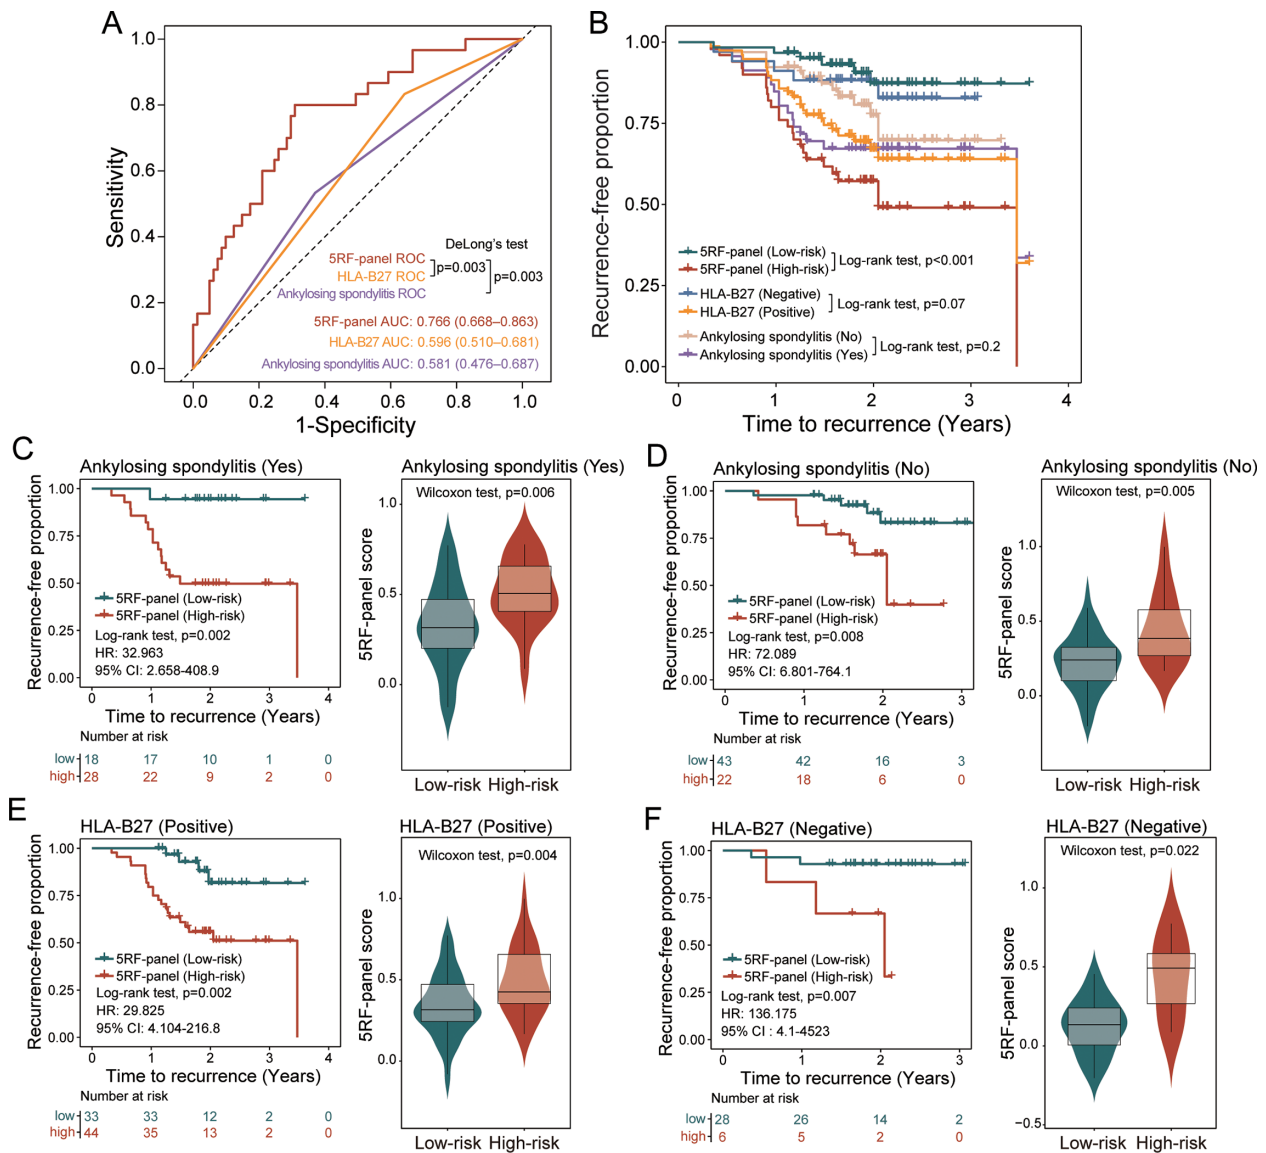 A
1.0
0.8
0.6
0.4
0.2
0.0
Sensitivity
DeLong's test
5RF-panel ROC
HLA-B27 ROC
Ankylosing spondylitis ROC
p=0.003
p=0.003
5RF-panel AUC: 0.766 (0.668–0.863)
HLA-B27 AUC: 0.596 (0.510–0.681)
Ankylosing spondylitis AUC: 0.581 (0.476–0.687)
0.0 0.2 0.4 0.6 0.8 1.0
1-Specificity
B
1.00
0.75
0.50
0.25
0.00
Recurrence-free proportion
5RF-panel (Low-risk)
5RF-panel (High-risk)
Log-rank test, p<0.001
HLA-B27 (Negative)
HLA-B27 (Positive)
Log-rank test, p=0.07
Ankylosing spondylitis (No)
Ankylosing spondylitis (Yes)
Log-rank test, p=0.2
0 1 2 3 4
Time to recurrence (Years)
C
Ankylosing spondylitis (Yes)
1.00
0.75
0.50
0.25
0.00
Recurrence-free proportion
5RF-panel (Low-risk)
5RF-panel (High-risk)
Log-rank test, p=0.002
HR: 32.963
95% CI: 2.658-408.9
0 1 2 3 4
Time to recurrence (Years)
Number at risk
low 18 17 10 1 0
high 28 22 9 2 0
Ankylosing spondylitis (Yes)
Wilcoxon test, p=0.006
1.0
0.5
0.0
5RF-panel score
Low-risk High-risk
D
Ankylosing spondylitis (No)
1.00
0.75
0.50
0.25
0.00
Recurrence-free proportion
5RF-panel (Low-risk)
5RF-panel (High-risk)
Log-rank test, p=0.008
HR: 72.089
95% CI: 6.801-764.1
0 1 2 3
Time to recurrence (Years)
Number at risk
low 43 42 16 3
high 22 18 6 0
Ankylosing spondylitis (No)
Wilcoxon test, p=0.005
1.0
0.5
0.0
5RF-panel score
Low-risk High-risk
E
HLA-B27 (Positive)
1.00
0.75
0.50
0.25
0.00
Recurrence-free proportion
5RF-panel (Low-risk)
5RF-panel (High-risk)
Log-rank test, p=0.002
HR: 29.825
95% CI: 4.104-216.8
0 1 2 3 4
Time to recurrence (Years)
Number at risk
low 33 33 12 2 0
high 44 35 13 2 0
HLA-B27 (Positive)
Wilcoxon test, p=0.004
1.0
0.5
0.0
5RF-panel score
Low-risk High-risk
F
HLA-B27 (Negative)
1.00
0.75
0.50
0.25
0.00
Recurrence-free proportion
5RF-panel (Low-risk)
5RF-panel (High-risk)
Log-rank test, p=0.007
HR: 136.175
95% CI : 4.1-4523
0 1 2 3
Time to recurrence (Years)
Number at risk
low 28 26 14 2
high 6 5 2 0
HLA-B27 (Negative)
Wilcoxon test, p=0.022
1.0
0.5
0.0
−0.5
5RF-panel score
Low-risk High-risk